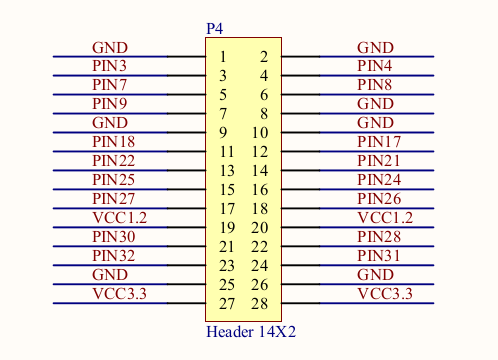 P4
GND 1 2 GND
PIN3 3 4 PIN4
PIN7 5 6 PIN8
PIN9 7 8 GND
GND 9 10 GND
PIN18 11 12 PIN17
PIN22 13 14 PIN21
PIN25 15 16 PIN24
PIN27 17 18 PIN26
VCC1.2 19 20 VCC1.2
PIN30 21 22 PIN28
PIN32 23 24 PIN31
GND 25 26 GND
VCC3.3 27 28 VCC3.3
Header 14X2